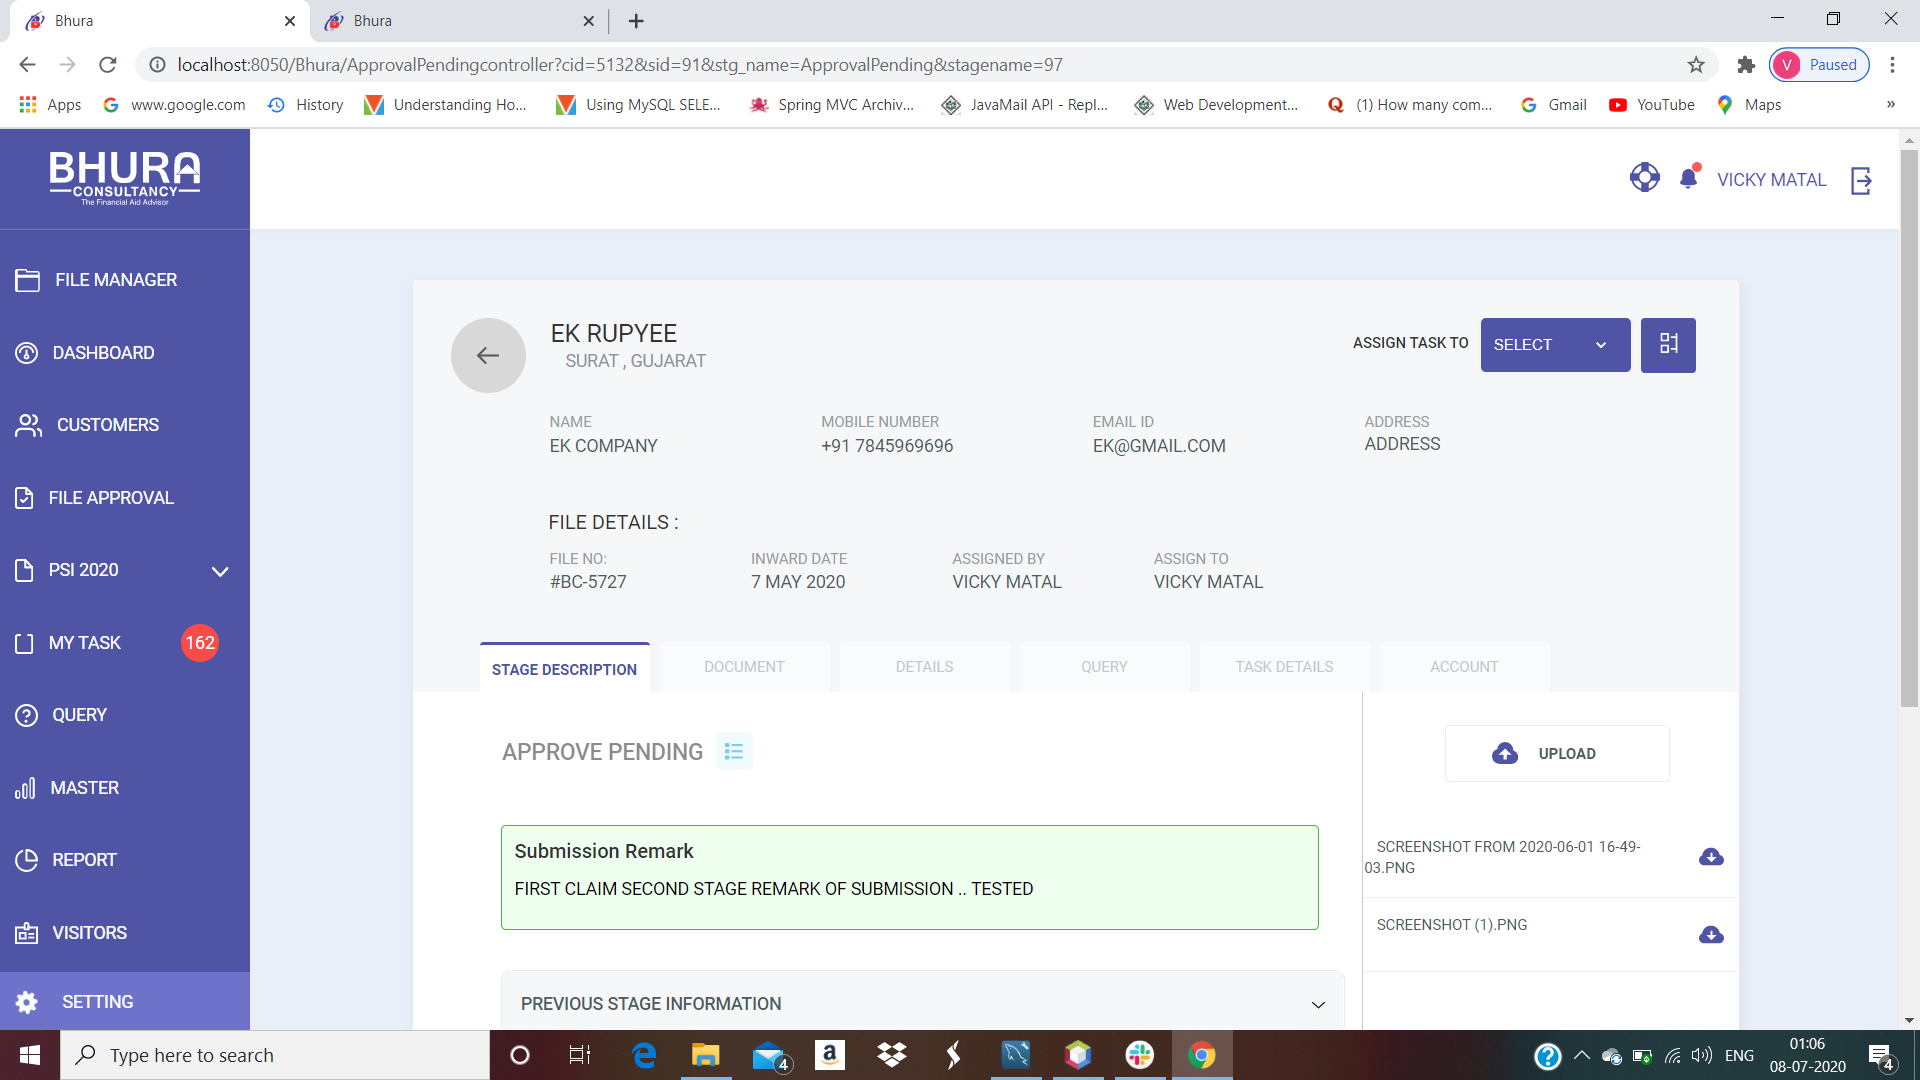 Bhura
Bhura
localhost:8050/Bhura/ApprovalPendingcontroller?cid=5132&sid=91&stg_name=ApprovalPending&stagename=97
V Paused
Apps www.google.com History Understanding Ho... Using MySQL SELE... Spring MVC Archiv... JavaMail API - Repl... Web Development... (1) How many com... Gmail YouTube Maps »
BHURA
CONSULTANCY
The Financial Aid Advisor
VICKY MATAL
FILE MANAGER
DASHBOARD
CUSTOMERS
FILE APPROVAL
PSI 2020
MY TASK 162
QUERY
MASTER
REPORT
VISITORS
SETTING
EK RUPYEE
SURAT , GUJARAT
ASSIGN TASK TO SELECT
NAME MOBILE NUMBER EMAIL ID ADDRESS
EK COMPANY +91 7845969696 EK@GMAIL.COM ADDRESS
FILE DETAILS :
FILE NO: INWARD DATE ASSIGNED BY ASSIGN TO
#BC-5727 7 MAY 2020 VICKY MATAL VICKY MATAL
STAGE DESCRIPTION DOCUMENT DETAILS QUERY TASK DETAILS ACCOUNT
APPROVE PENDING
Submission Remark
FIRST CLAIM SECOND STAGE REMARK OF SUBMISSION .. TESTED
PREVIOUS STAGE INFORMATION
UPLOAD
SCREENSHOT FROM 2020-06-01 16-49-
03.PNG
SCREENSHOT (1).PNG
Type here to search
4
a
ENG
01:06
08-07-2020
4